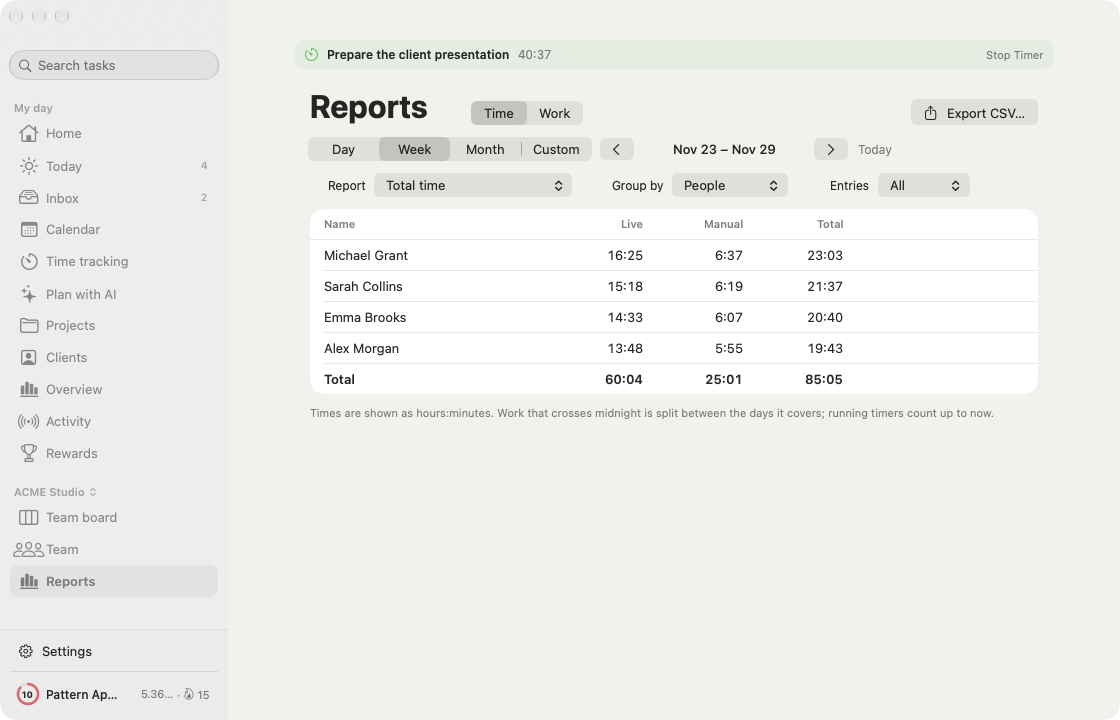 Search tasks
My day
Home
Today 4
Inbox 2
Calendar
Time tracking
Plan with AI
Projects
Clients
Overview
Activity
Rewards
ACME Studio
Team board
Team
Reports
Settings
10 Pattern Ap... 5.36... · 15
Prepare the client presentation 40:37 Stop Timer
Reports Time Work Export CSV...
Day Week Month Custom Nov 23 – Nov 29 Today
Report Total time Group by People Entries All
Name Live Manual Total
Michael Grant 16:25 6:37 23:03
Sarah Collins 15:18 6:19 21:37
Emma Brooks 14:33 6:07 20:40
Alex Morgan 13:48 5:55 19:43
Total 60:04 25:01 85:05
Times are shown as hours:minutes. Work that crosses midnight is split between the days it covers; running timers count up to now.